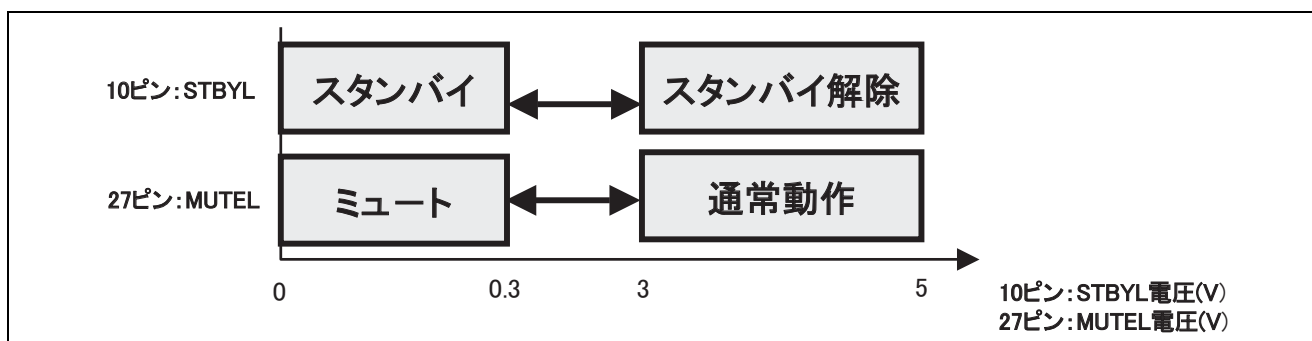 10ピン:STBYL スタンバイ スタンバイ解除
27ピン:MUTEL ミュート 通常動作
0 0.3 3 5
10ピン:STBYL電圧(V)
27ピン:MUTEL電圧(V)